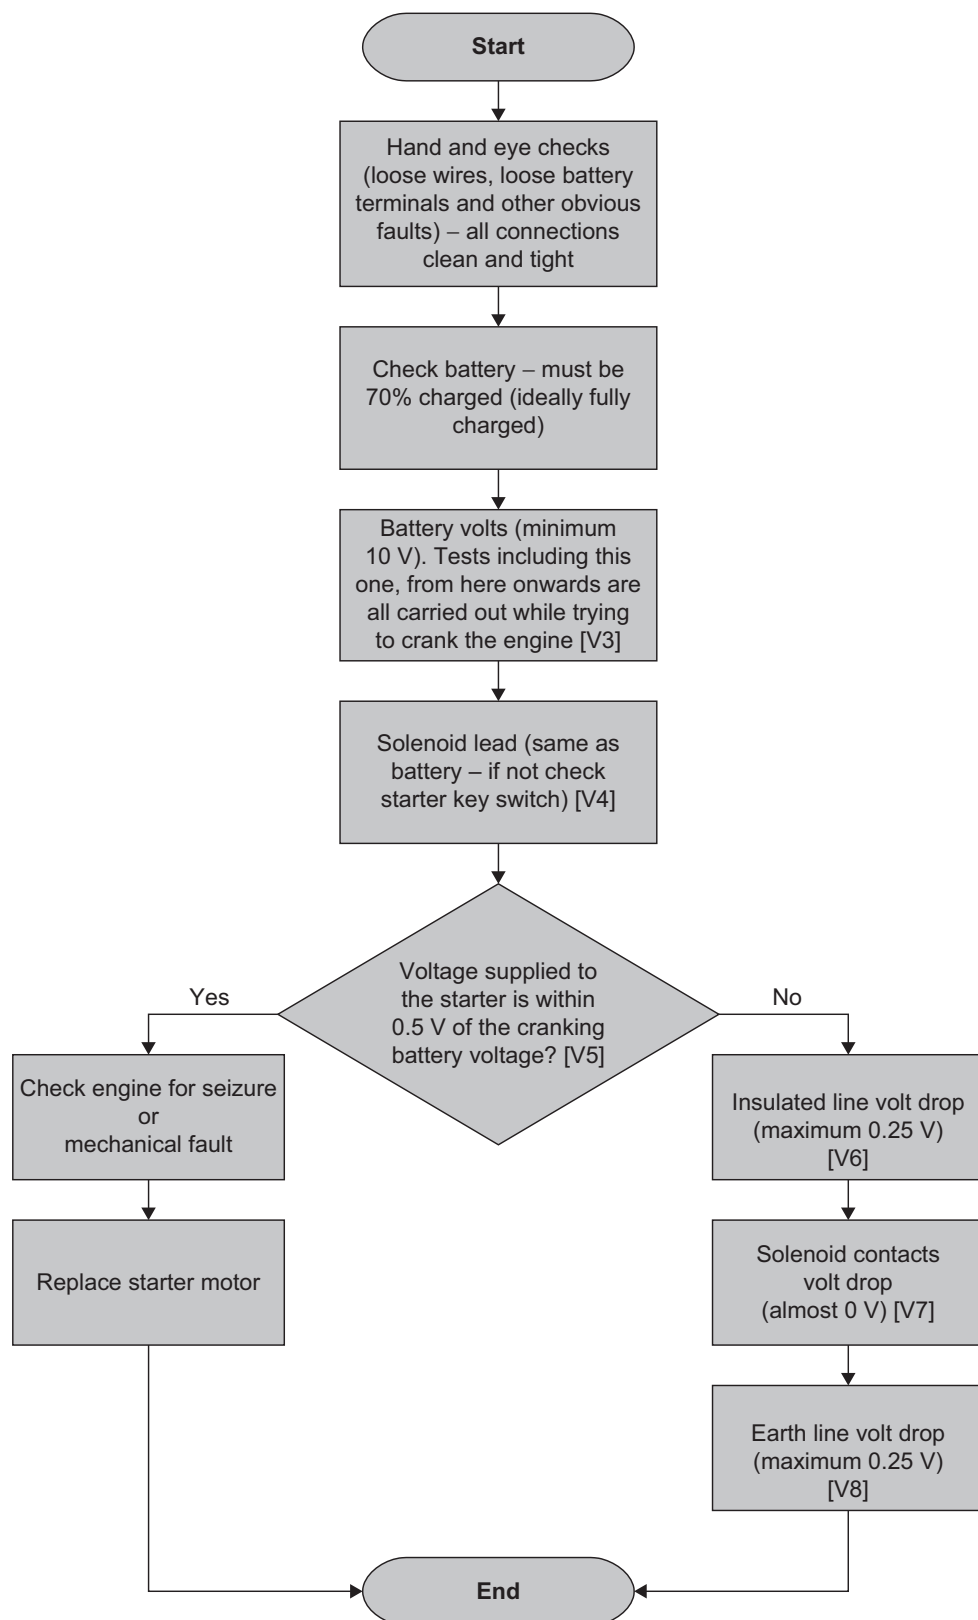 Start
Hand and eye checks
(loose wires, loose battery
terminals and other obvious
faults) – all connections
clean and tight
Check battery – must be
70% charged (ideally fully
charged)
Battery volts (minimum
10 V). Tests including this
one, from here onwards are
all carried out while trying
to crank the engine [V3]
Solenoid lead (same as
battery – if not check
starter key switch) [V4]
Voltage supplied to
the starter is within
0.5 V of the cranking
battery voltage? [V5]
Yes
No
Check engine for seizure
or
mechanical fault
Replace starter motor
Insulated line volt drop
(maximum 0.25 V)
[V6]
Solenoid contacts
volt drop
(almost 0 V) [V7]
Earth line volt drop
(maximum 0.25 V)
[V8]
End